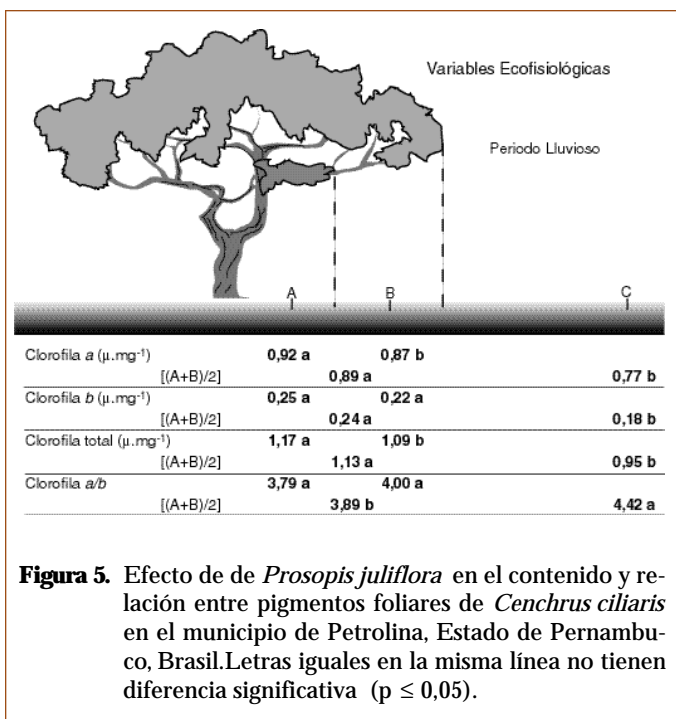 Variables Ecofisiológicas
Periodo Lluvioso
A B C
Clorofila a (µ.mg⁻¹) 0,92 a 0,87 b
[(A+B)/2] 0,89 a 0,77 b
Clorofila b (µ.mg⁻¹) 0,25 a 0,22 a
[(A+B)/2] 0,24 a 0,18 b
Clorofila total (µ.mg⁻¹) 1,17 a 1,09 b
[(A+B)/2] 1,13 a 0,95 b
Clorofila a/b 3,79 a 4,00 a
[(A+B)/2] 3,89 b 4,42 a
Figura 5. Efecto de de Prosopis juliflora en el contenido y re-
lación entre pigmentos foliares de Cenchrus ciliaris
en el municipio de Petrolina, Estado de Pernambu-
co, Brasil.Letras iguales en la misma línea no tienen
diferencia significativa (p ≤ 0,05).